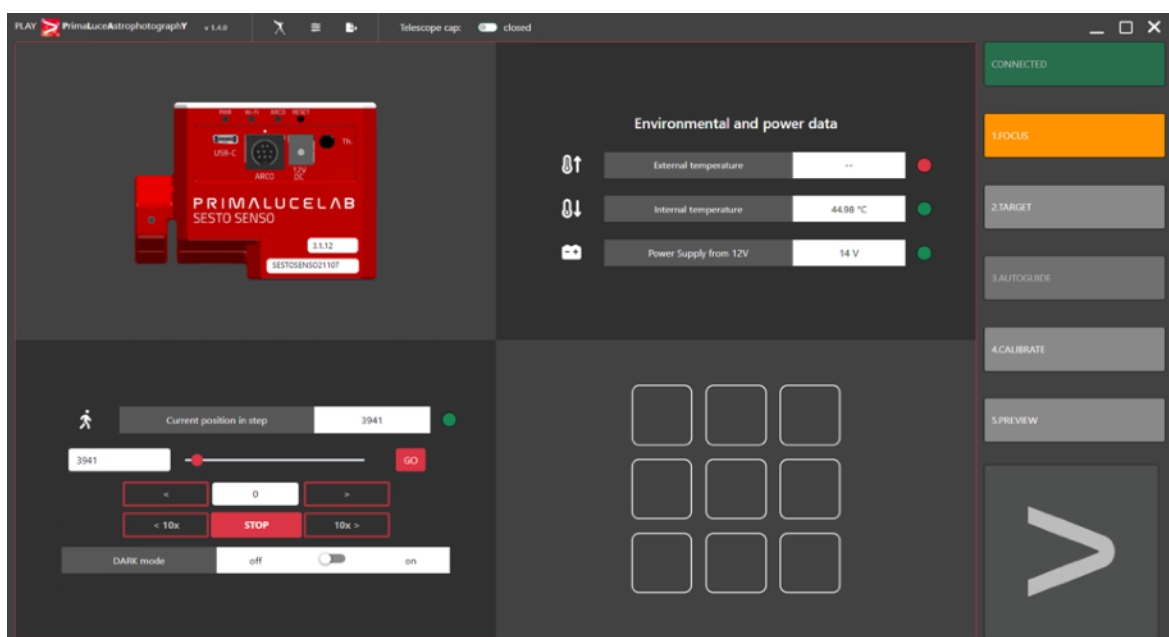 PLAY PrimaLuceAstrophotographY v 1.4.0 Telescope cap: closed
CONNECTED
1.FOCUS
2.TARGET
3.AUTOGUIDE
4.CALIBRATE
5.PREVIEW
PWR Wi-Fi ARCO RESET
USB-C
Th.
ARCO
12V
DC
PRIMALUCELAB
SESTO SENSO
3.1.12
SESTOSENSO21107
Environmental and power data
External temperature --
Internal temperature 44.98 °C
Power Supply from 12V 14 V
Current position in step 3941
3941 GO
< 0 >
< 10x STOP 10x >
DARK mode off on
>